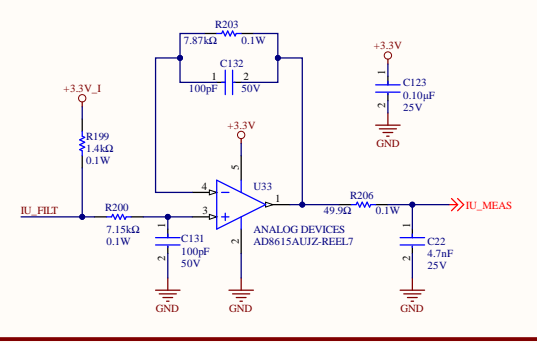 R203
7.87kΩ 0.1W
C132
1 2
100pF 50V
+3.3V
C123
1
0.10µF
2
25V
GND
+3.3V_I
R199
1.4kΩ
0.1W
+3.3V
5
U33
4
1
3
2
ANALOG DEVICES
AD8615AUJZ-REEL7
IU_FILT
R200
7.15kΩ
0.1W
1
C131
100pF
2
50V
GND
GND
R206
49.9Ω 0.1W
IU_MEAS
1
C22
4.7nF
2
25V
GND